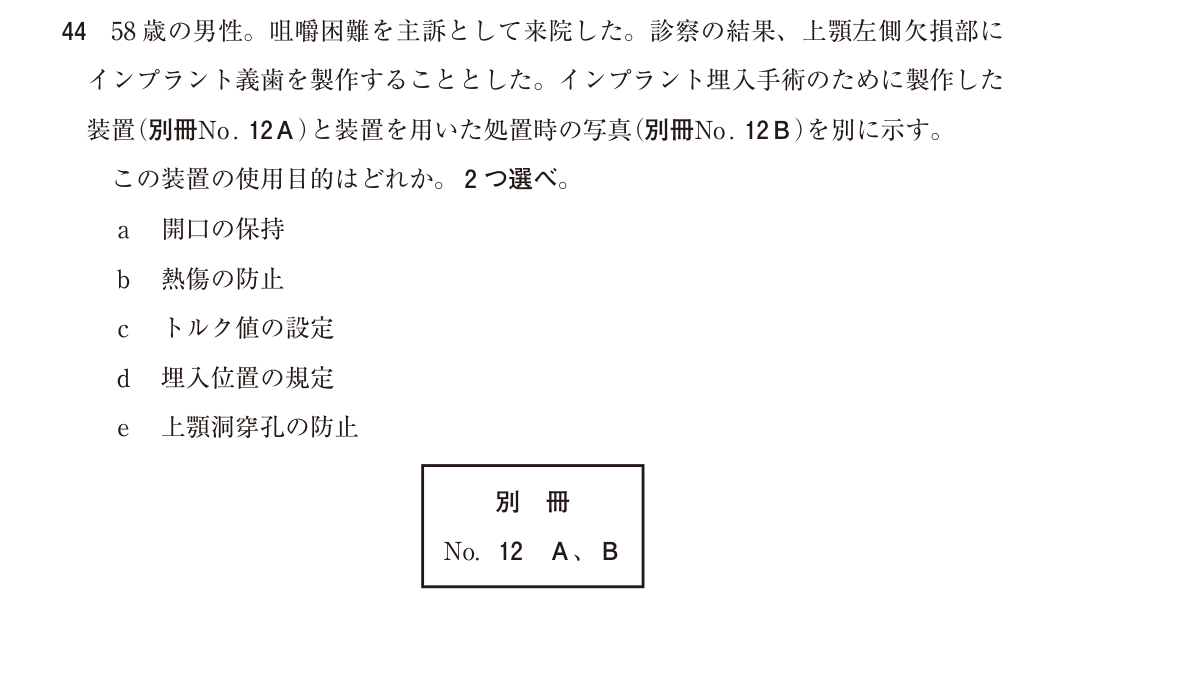 44 58歳の男性。咀嚼困難を主訴として来院した。診察の結果、上顎左側欠損部に
インプラント義歯を製作することとした。インプラント埋入手術のために製作した
装置(別冊No. 12A)と装置を用いた処置時の写真(別冊No. 12B)を別に示す。
この装置の使用目的はどれか。2つ選べ。
a 開口の保持
b 熱傷の防止
c トルク値の設定
d 埋入位置の規定
e 上顎洞穿孔の防止
別 冊
No. 12 A、B